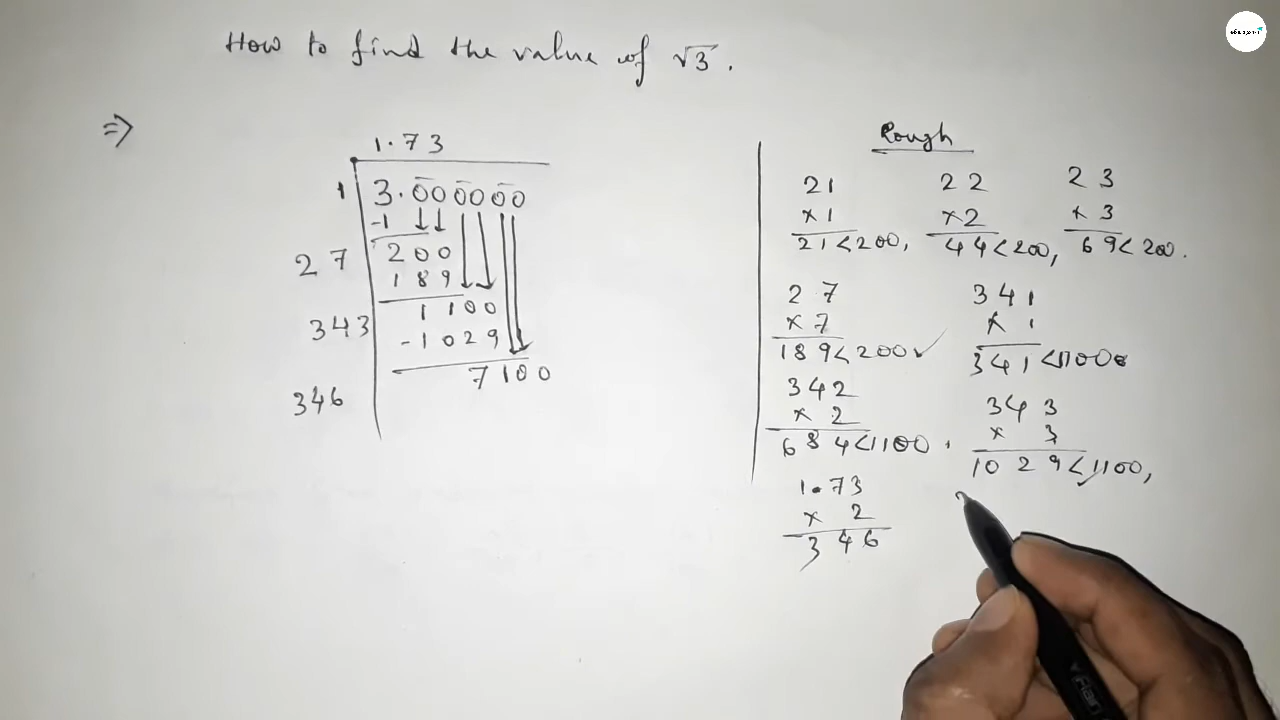 How to find the value of √3.
⇒
1.73
1 3.000000
-1
27 200
189
343 1100
-1029
346 7100
Rough
21 22 23
×1 ×2 ×3
21<200, 44<200, 69<200.
27 341
×7 × 1
189<200✓ 341<1100
342 343
× 2 × 3
684<1100, 1029<1100,
1.73
× 2
346